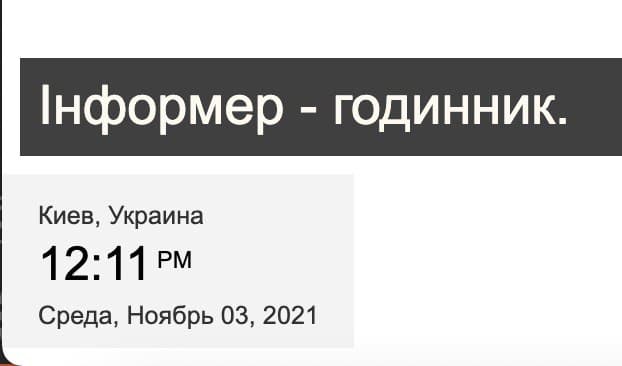 Інформер - годинник.
Киев, Украина
12:11 PM
Среда, Ноябрь 03, 2021